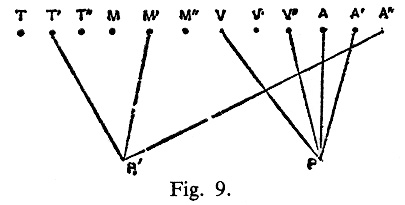 T T' T" M M' M" V V' V" A A' A"
R' P
Fig. 9.